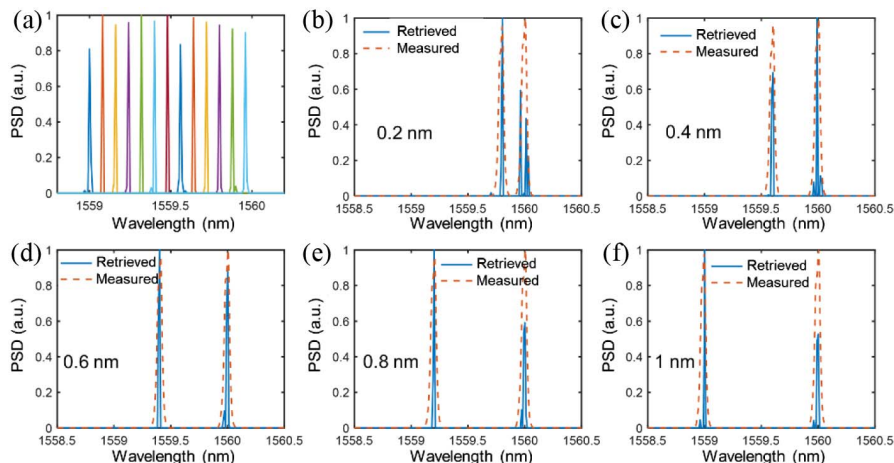 (a)
PSD (a.u.)
1
0.8
0.6
0.4
0.2
0
1559
1559.5
1560
Wavelength (nm)
(b)
PSD (a.u.)
1
0.8
0.6
0.4
0.2
0
Retrieved
Measured
0.2 nm
1558.5
1559
1559.5
1560
1560.5
Wavelength (nm)
(c)
PSD (a.u.)
1
0.8
0.6
0.4
0.2
0
Retrieved
Measured
0.4 nm
1558.5
1559
1559.5
1560
1560.5
Wavelength (nm)
(d)
PSD (a.u.)
1
0.8
0.6
0.4
0.2
0
Retrieved
Measured
0.6 nm
1558.5
1559
1559.5
1560
1560.5
Wavelength (nm)
(e)
PSD (a.u.)
1
0.8
0.6
0.4
0.2
0
Retrieved
Measured
0.8 nm
1558.5
1559
1559.5
1560
1560.5
Wavelength (nm)
(f)
PSD (a.u.)
1
0.8
0.6
0.4
0.2
0
Retrieved
Measured
1 nm
1558.5
1559
1559.5
1560
1560.5
Wavelength (nm)